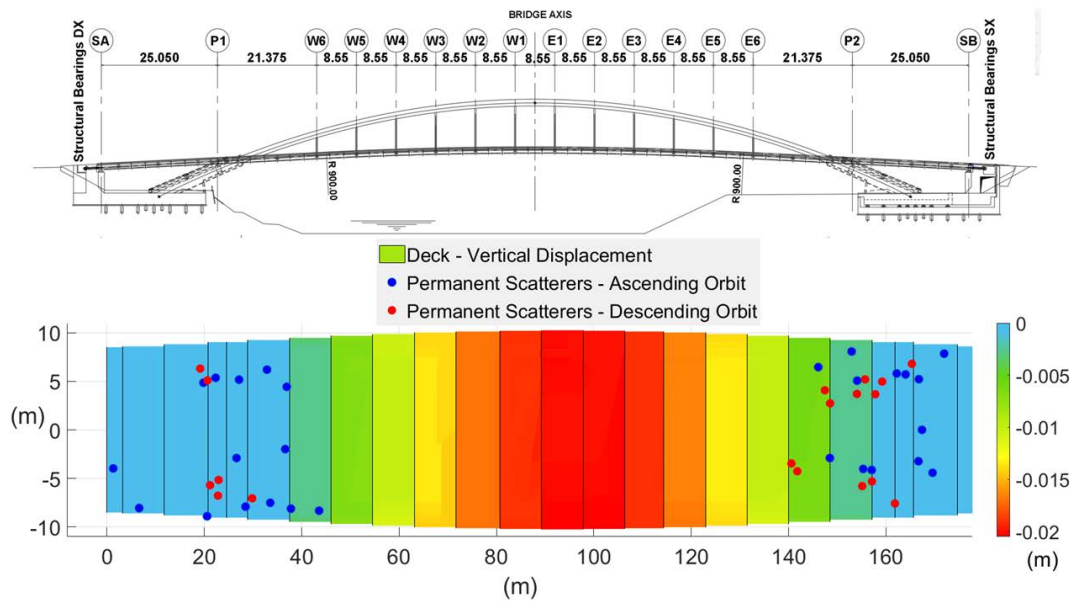 BRIDGE AXIS
SA P1 W6 W5 W4 W3 W2 W1 E1 E2 E3 E4 E5 E6 P2 SB
25.050 21.375 8.55 8.55 8.55 8.55 8.55 8.55 8.55 8.55 8.55 8.55 8.55 21.375 25.050
Structural Bearings DX
Structural Bearings SX
R 900.00
R 900.00
Deck - Vertical Displacement
Permanent Scatterers - Ascending Orbit
Permanent Scatterers - Descending Orbit
10
5
0
-5
-10
(m)
0 20 40 60 80 100 120 140 160
(m)
0
-0.005
-0.01
-0.015
-0.02
(m)